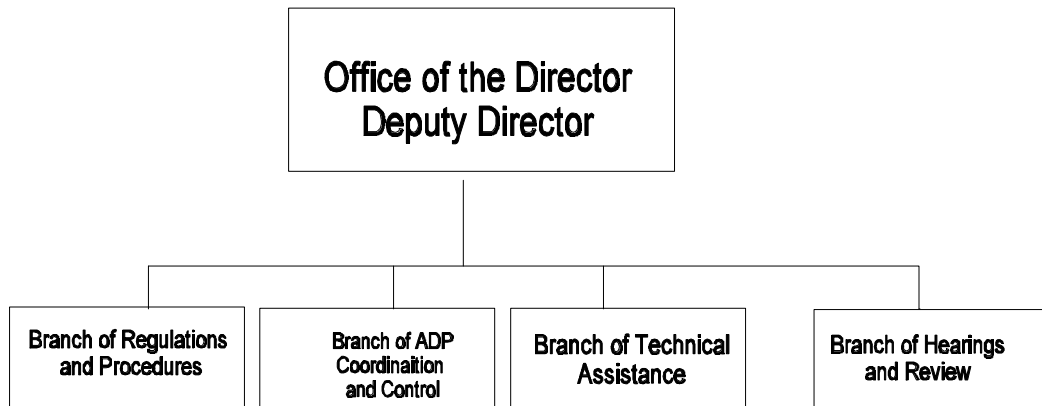 Office of the Director
Deputy Director
Branch of Regulations
and Procedures
Branch of ADP
Coordinaition
and Control
Branch of Technical
Assistance
Branch of Hearings
and Review